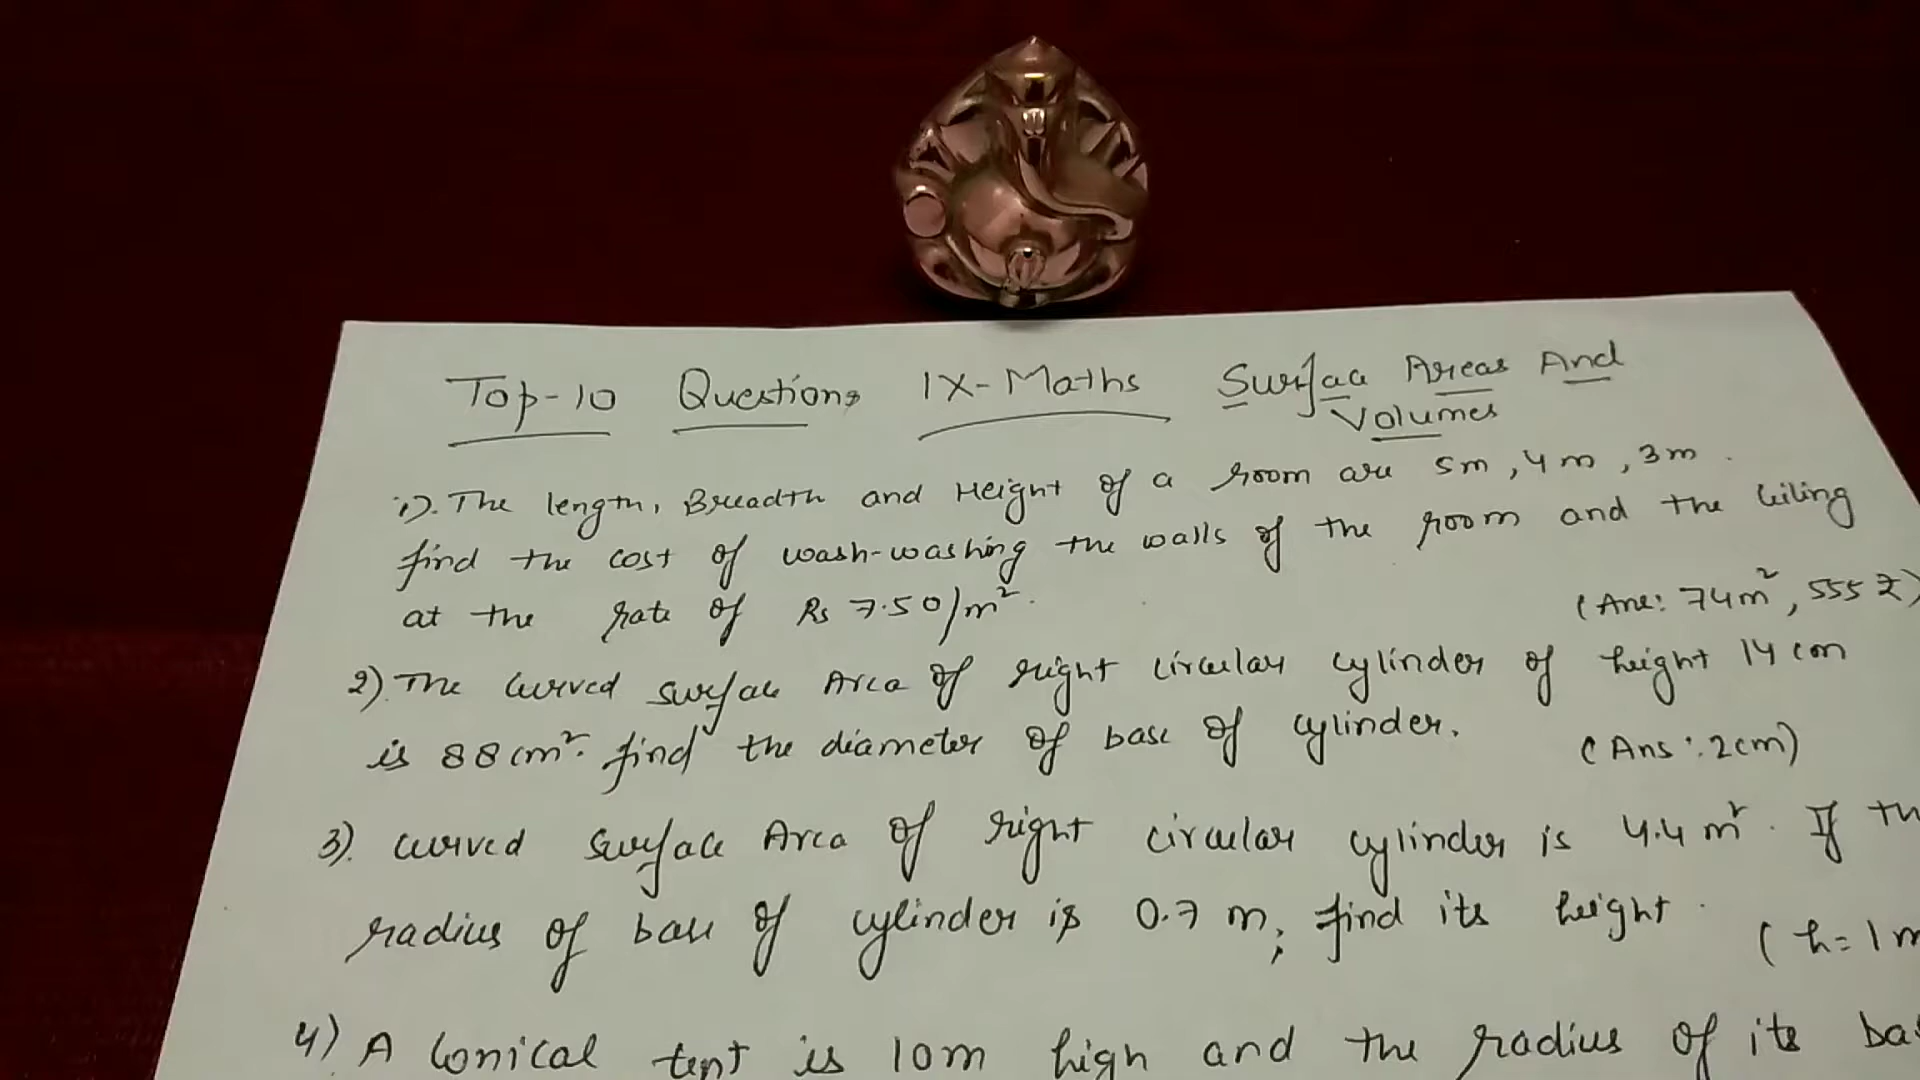 Top-10 Questions IX-Maths Surface Areas And Volumes
1). The length, Breadth and Height of a room are 5m, 4m, 3m.
find the cost of wash-washing the walls of the room and the ceiling
at the rate of Rs 7.50/m².
(Ans: 74m², 555 ₹)
2). The curved surface Area of right circular cylinder of height 14 cm
is 88 cm². find the diameter of base of cylinder.
(Ans: 2cm)
3). curved surface Area of right circular cylinder is 4.4 m². If th
radius of base of cylinder is 0.7 m; find its height.
(h=1m
4) A conical tent is 10m high and the radius of its bas